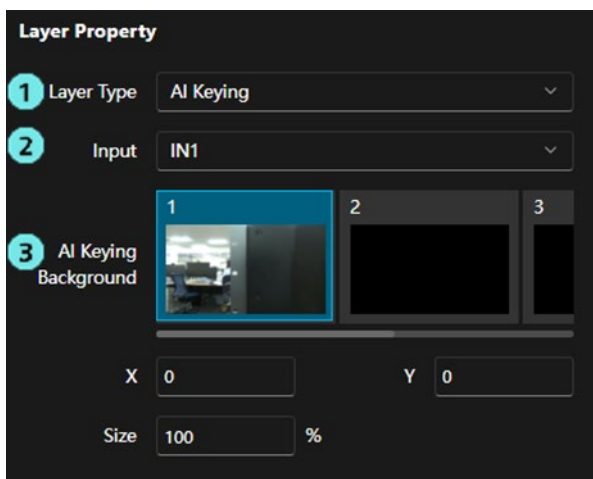 Layer Property
1 Layer Type AI Keying
2 Input IN1
1 2 3
3 AI Keying
Background
X 0 Y 0
Size 100 %